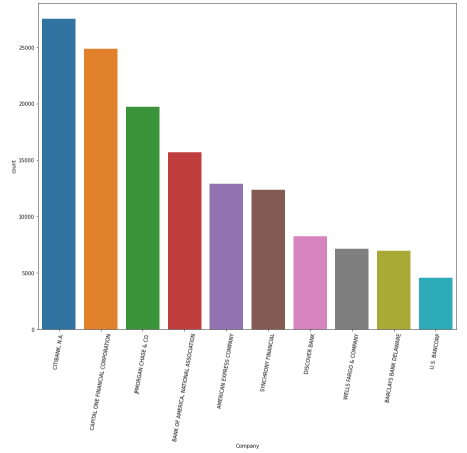 25000
20000
15000
10000
5000
0
count
CITIBANK, N.A.
CAPITAL ONE FINANCIAL CORPORATION
JPMORGAN CHASE & CO.
BANK OF AMERICA, NATIONAL ASSOCIATION
AMERICAN EXPRESS COMPANY
SYNCHRONY FINANCIAL
DISCOVER BANK
WELLS FARGO & COMPANY
BARCLAYS BANK DELAWARE
U.S. BANCORP
Company